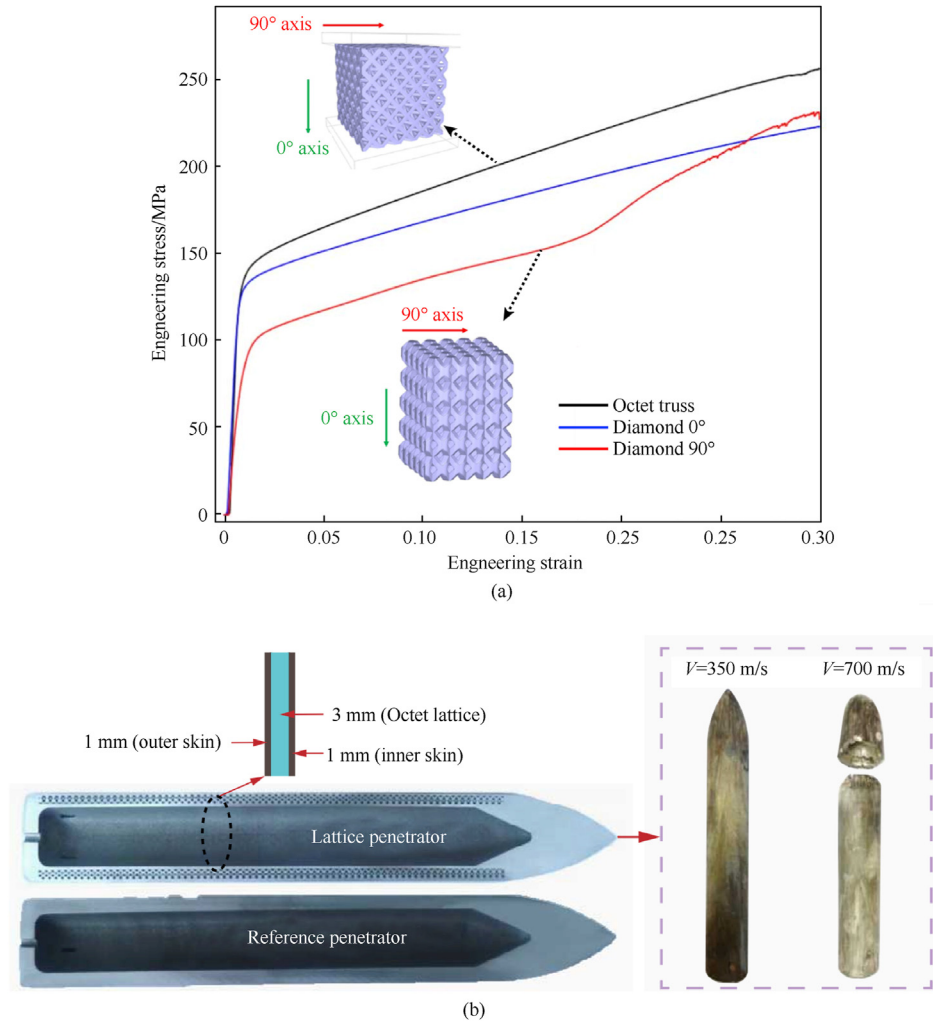 90° axis
0° axis
250
200
150
100
50
0
Engneering stress/MPa
90° axis
0° axis
Octet truss
Diamond 0°
Diamond 90°
0 0.05 0.10 0.15 0.25 0.25 0.30
Engneering strain
(a)
3 mm (Octet lattice)
1 mm (outer skin)
1 mm (inner skin)
Lattice penetrator
Reference penetrator
V=350 m/s V=700 m/s
(b)